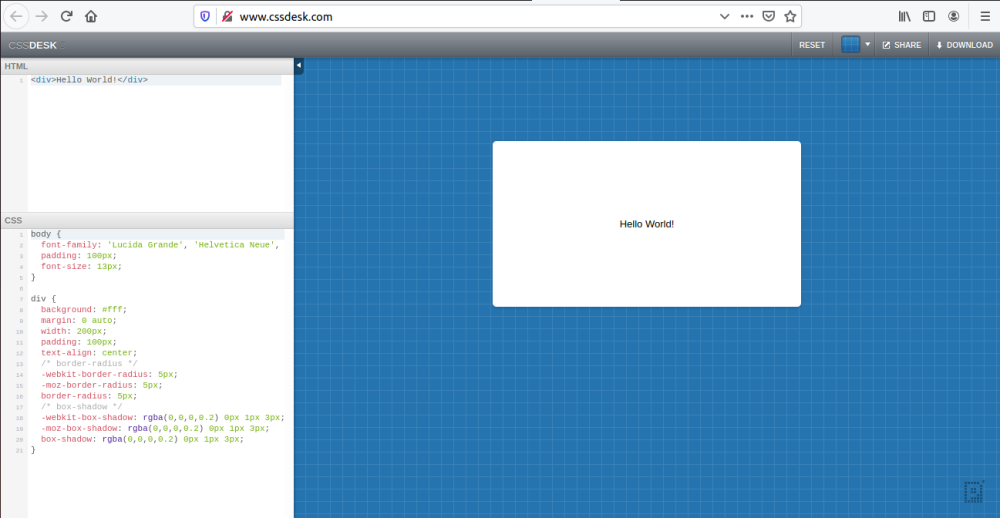 www.cssdesk.com
CSSDESK
RESET
SHARE
DOWNLOAD
HTML
1 <div>Hello World!</div>
CSS
1 body {
2 font-family: 'Lucida Grande', 'Helvetica Neue',
3 padding: 100px;
4 font-size: 13px;
5 }
6
7 div {
8 background: #fff;
9 margin: 0 auto;
10 width: 200px;
11 padding: 100px;
12 text-align: center;
13 /* border-radius */
14 -webkit-border-radius: 5px;
15 -moz-border-radius: 5px;
16 border-radius: 5px;
17 /* box-shadow */
18 -webkit-box-shadow: rgba(0,0,0,0.2) 0px 1px 3px;
19 -moz-box-shadow: rgba(0,0,0,0.2) 0px 1px 3px;
20 box-shadow: rgba(0,0,0,0.2) 0px 1px 3px;
21 }
Hello World!